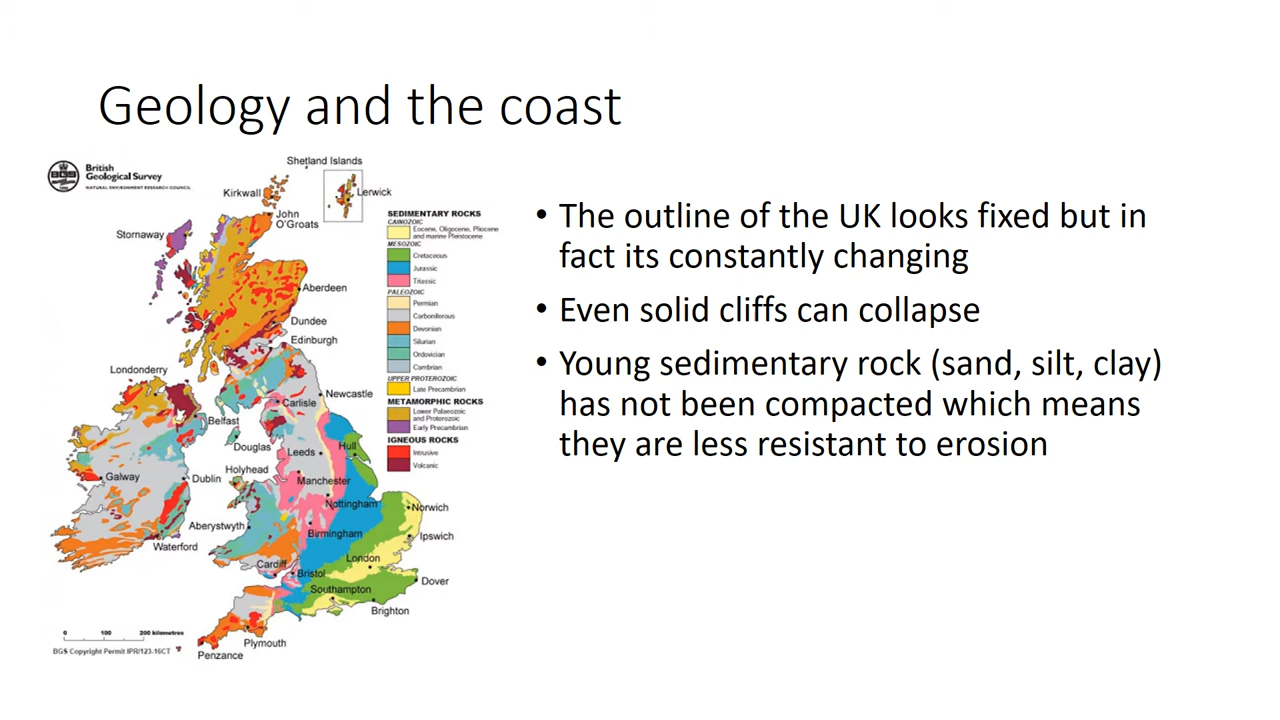 Geology and the coast
British
Geological Survey
NATURAL ENVIRONMENT RESEARCH COUNCIL
BGS
Shetland Islands
Kirkwall
Lerwick
John
O'Groats
Stornaway
Aberdeen
Dundee
Edinburgh
Londonderry
Newcastle
Carlisle
Belfast
Douglas
Hull
Leeds
Holyhead
Dublin
Galway
Manchester
Nottingham
Norwich
Aberystwyth
Birmingham
Ipswich
Waterford
London
Cardiff
Bristol
Dover
Southampton
Brighton
Plymouth
Penzance
0 100 200 kilometres
BGS Copyright Permit IPR/123-16CT
SEDIMENTARY ROCKS
CAINOZOIC
Eocene, Oligocene, Pliocene
and marine Pleistocene
MESOZOIC
Cretaceous
Jurassic
Triassic
PALEOZOIC
Permian
Carboniferous
Devonian
Silurian
Ordovician
Cambrian
UPPER PROTEROZOIC
Late Precambrian
METAMORPHIC ROCKS
Lower Palaeozoic
and Proterozoic
Early Precambrian
IGNEOUS ROCKS
Intrusive
Volcanic
• The outline of the UK looks fixed but in
fact its constantly changing
• Even solid cliffs can collapse
• Young sedimentary rock (sand, silt, clay)
has not been compacted which means
they are less resistant to erosion